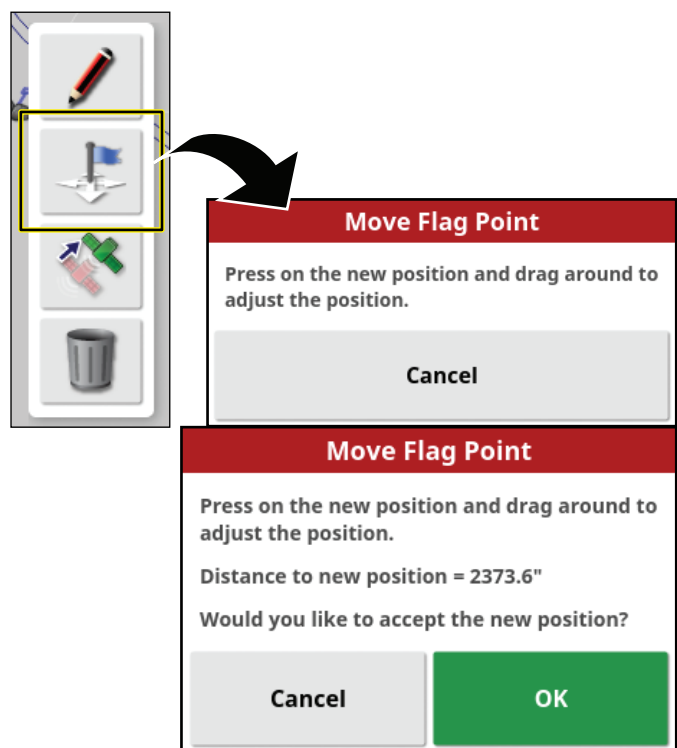 Move Flag Point
Press on the new position and drag around to
adjust the position.
Cancel
Move Flag Point
Press on the new position and drag around to
adjust the position.
Distance to new position = 2373.6"
Would you like to accept the new position?
Cancel
OK